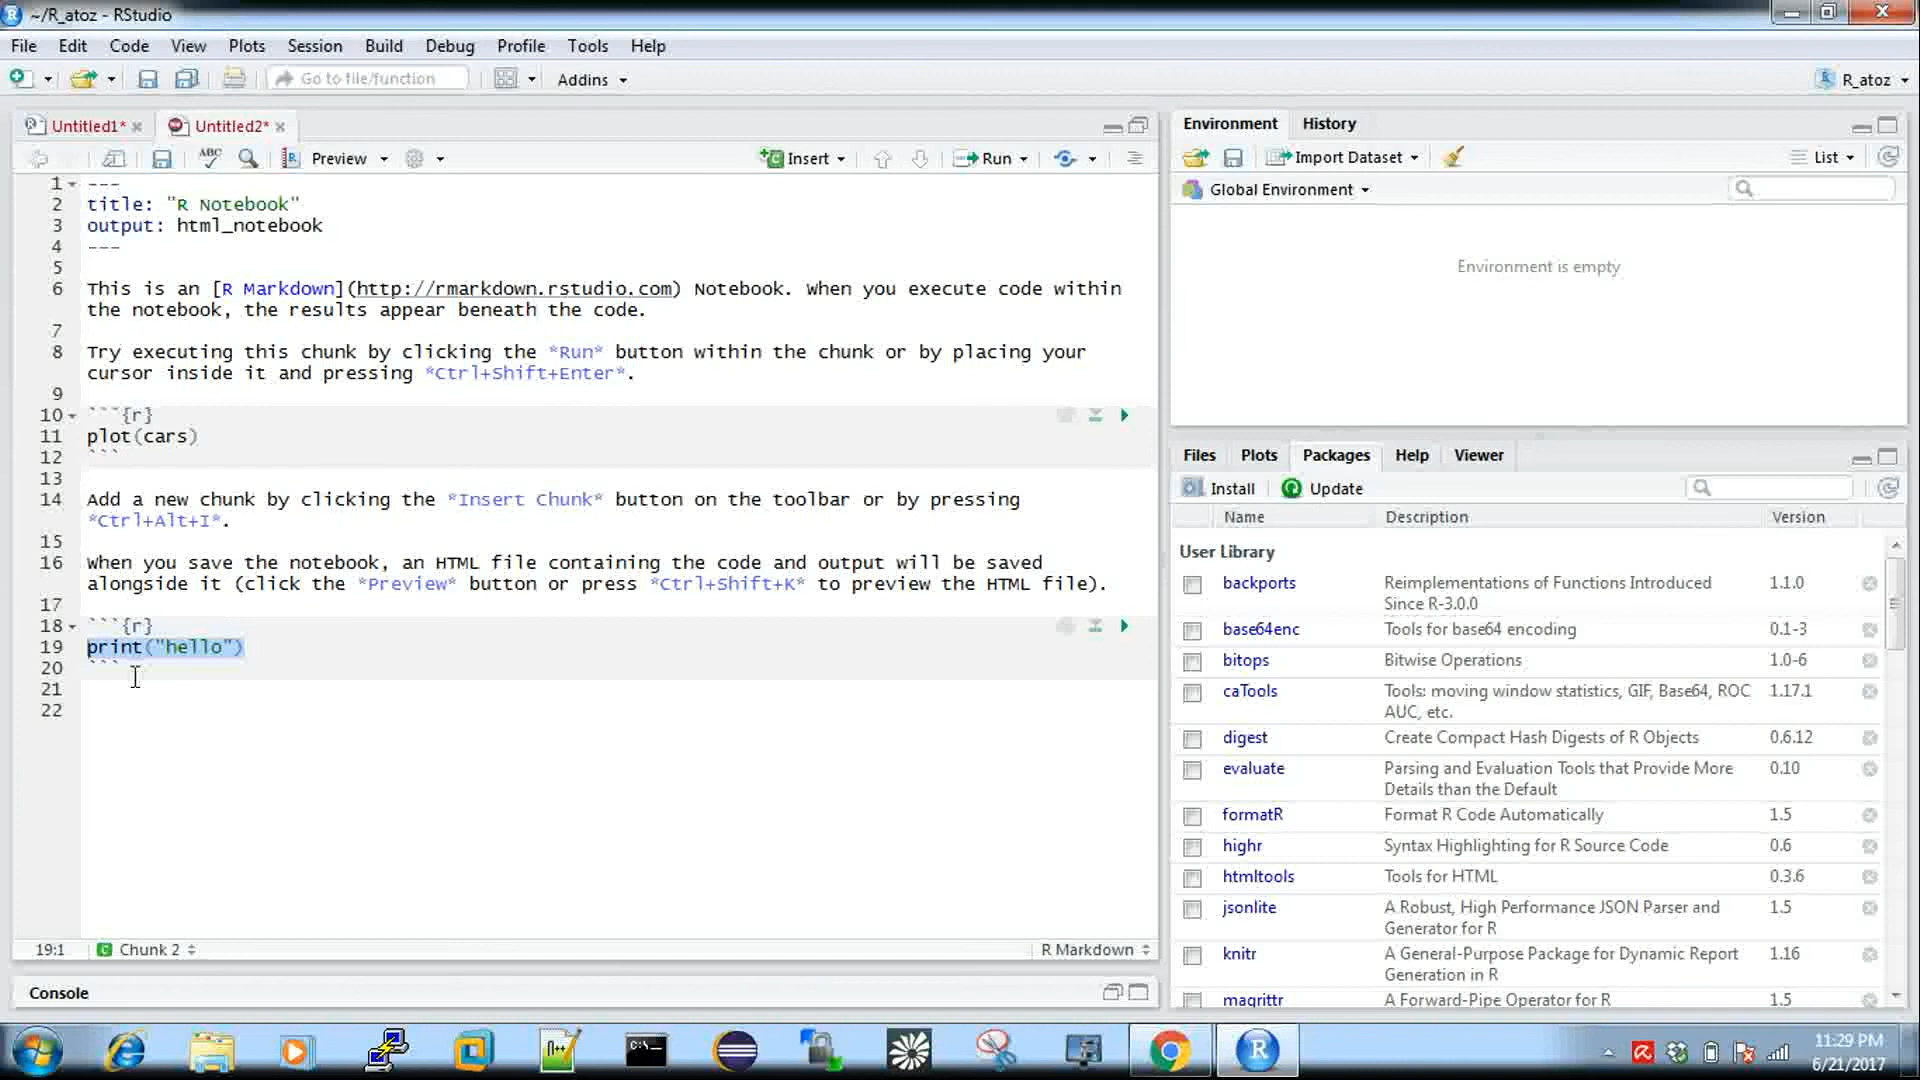 ~/R_atoz - RStudio
File Edit Code View Plots Session Build Debug Profile Tools Help
Go to file/function Addins R_atoz
Untitled1* Untitled2*
ABC Preview Insert Run
1 ---
2 title: "R Notebook"
3 output: html_notebook
4 ---
5
6 This is an [R Markdown](http://rmarkdown.rstudio.com) Notebook. When you execute code within
the notebook, the results appear beneath the code.
7
8 Try executing this chunk by clicking the *Run* button within the chunk or by placing your
cursor inside it and pressing *Ctrl+Shift+Enter*.
9
10 ```{r}
11 plot(cars)
12 ```
13
14 Add a new chunk by clicking the *Insert Chunk* button on the toolbar or by pressing
*Ctrl+Alt+I*.
15
16 When you save the notebook, an HTML file containing the code and output will be saved
alongside it (click the *Preview* button or press *Ctrl+Shift+K* to preview the HTML file).
17
18 ```{r}
19 print("hello")
20 ```
21
22
19:1 Chunk 2 R Markdown
Console
Environment History
Import Dataset List
Global Environment
Environment is empty
Files Plots Packages Help Viewer
Install Update
Name Description Version
User Library
backports Reimplementations of Functions Introduced 1.1.0
Since R-3.0.0
base64enc Tools for base64 encoding 0.1-3
bitops Bitwise Operations 1.0-6
caTools Tools: moving window statistics, GIF, Base64, ROC 1.17.1
AUC, etc.
digest Create Compact Hash Digests of R Objects 0.6.12
evaluate Parsing and Evaluation Tools that Provide More 0.10
Details than the Default
formatR Format R Code Automatically 1.5
highr Syntax Highlighting for R Source Code 0.6
htmltools Tools for HTML 0.3.6
jsonlite A Robust, High Performance JSON Parser and 1.5
Generator for R
knitr A General-Purpose Package for Dynamic Report 1.16
Generation in R
magrittr A Forward-Pipe Operator for R 1.5
11:29 PM
6/21/2017